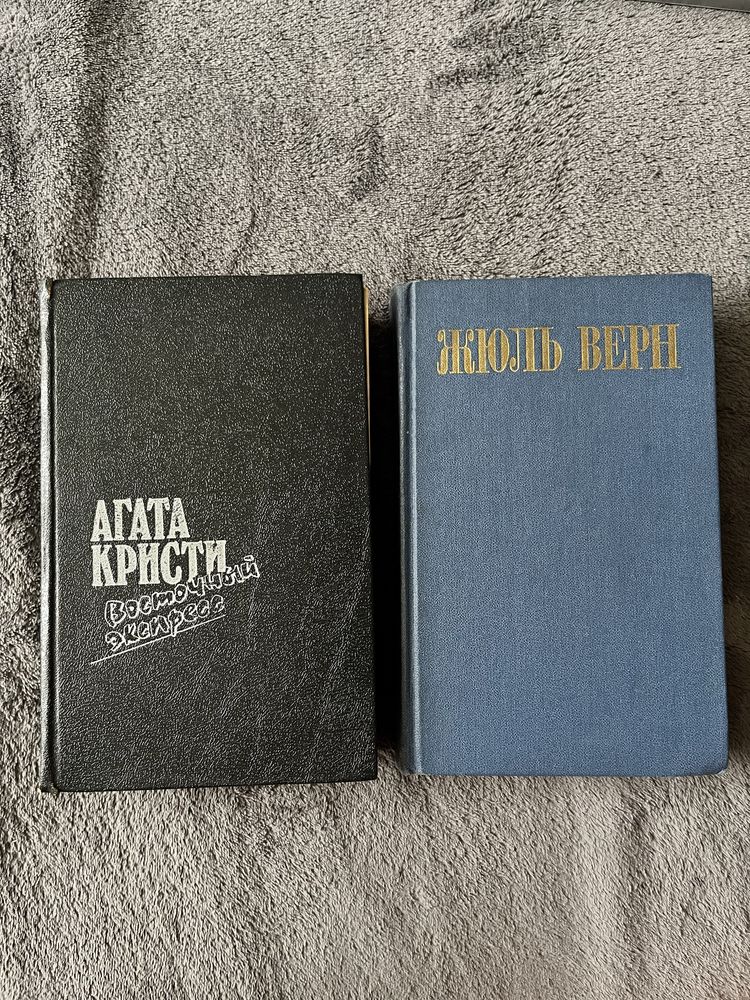 АГАТА
КРИСТИ
Восточный
экспресс
ЖЮЛЬ ВЕРН